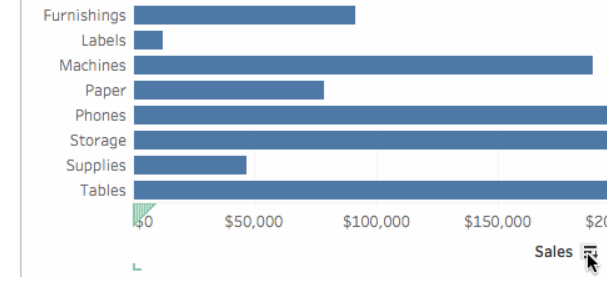 Furnishings
Labels
Machines
Paper
Phones
Storage
Supplies
Tables
$0 $50,000 $100,000 $150,000
Sales